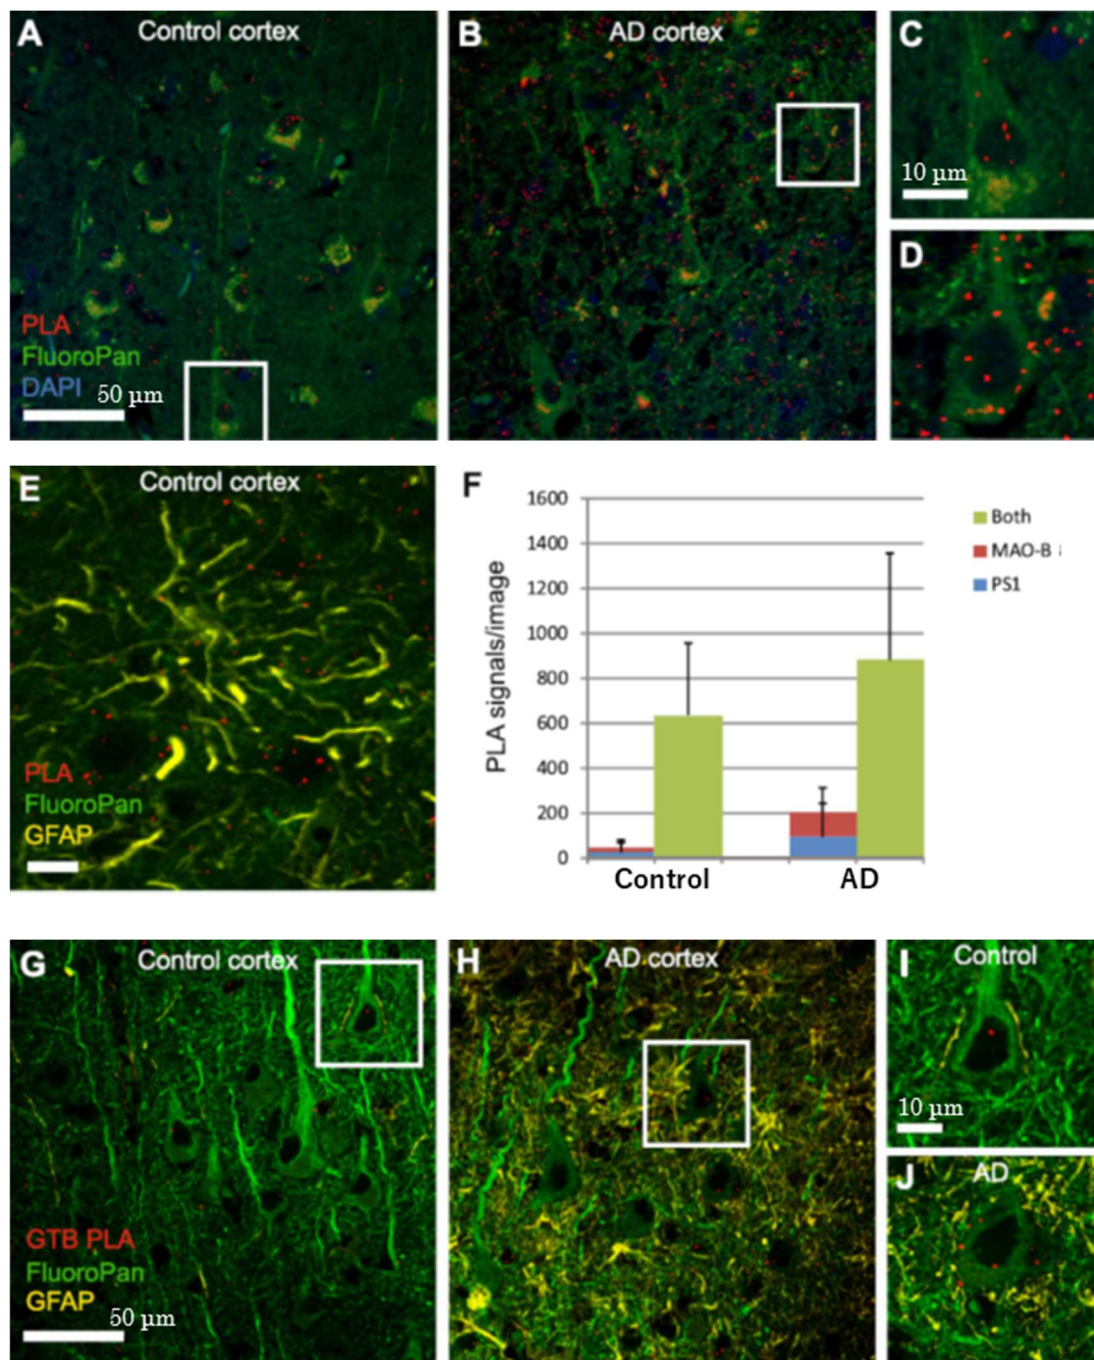 A
Control cortex
PLA
FluoroPan
DAPI
50 µm
B
AD cortex
C
10 µm
D
E
Control cortex
PLA
FluoroPan
GFAP
F
PLA signals/image
1600
1400
1200
1000
800
600
400
200
0
Control
AD
Both
MAO-B
PS1
G
Control cortex
GTB PLA
FluoroPan
GFAP
50 µm
H
AD cortex
I
Control
10 µm
J
AD